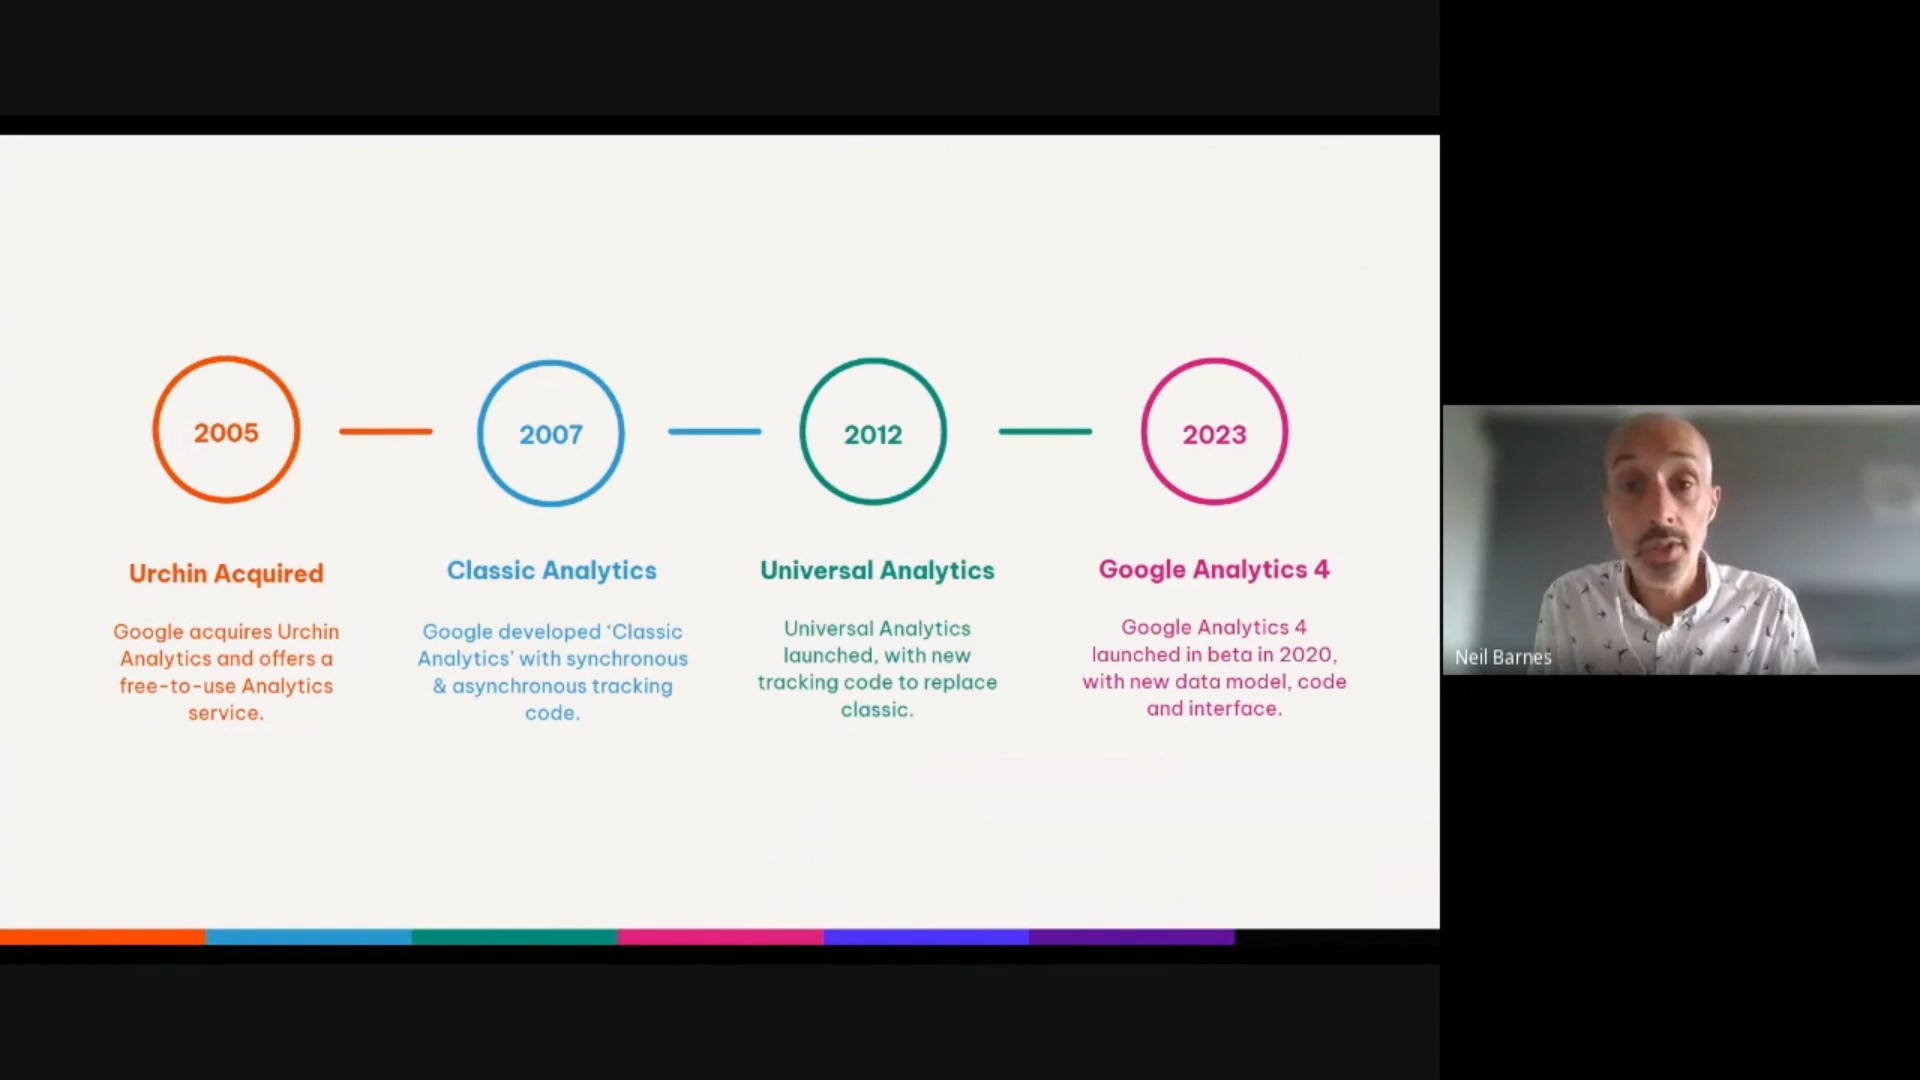 2005
2007
2012
2023
Urchin Acquired
Google acquires Urchin
Analytics and offers a
free-to-use Analytics
service.
Classic Analytics
Google developed ‘Classic
Analytics’ with synchronous
& asynchronous tracking
code.
Universal Analytics
Universal Analytics
launched, with new
tracking code to replace
classic.
Google Analytics 4
Google Analytics 4
launched in beta in 2020,
with new data model, code
and interface.
Neil Barnes